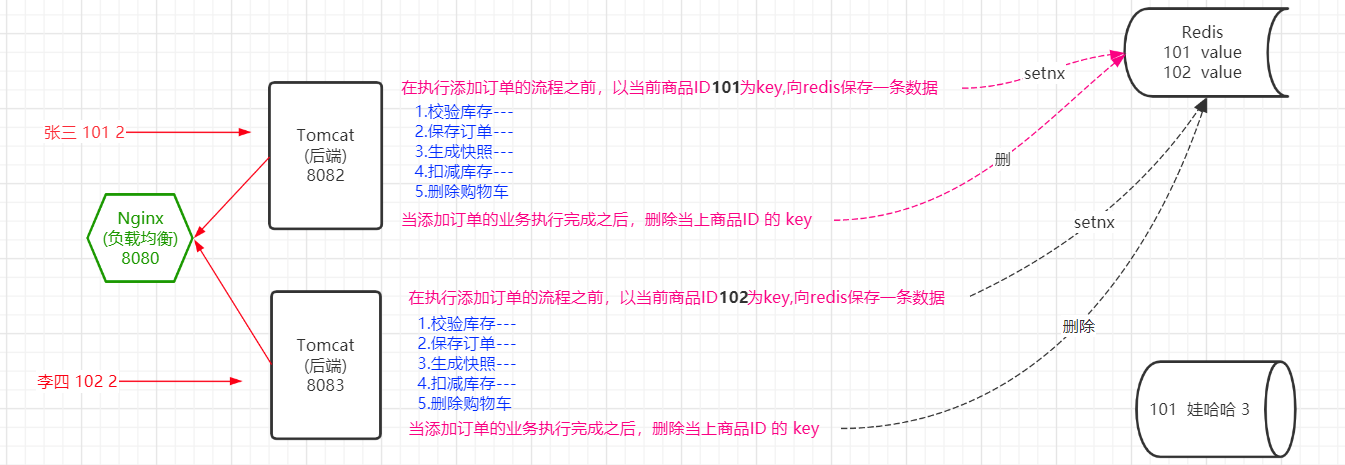 Redis
101 value
102 value
setnx
在执行添加订单的流程之前，以当前商品ID101为key,向redis保存一条数据
1.校验库存---
2.保存订单---
3.生成快照---
4.扣减库存---
5.删除购物车
张三 101 2
Tomcat
(后端)
8082
删
当添加订单的业务执行完成之后，删除当上商品ID 的 key
setnx
Nginx
(负载均衡)
8080
在执行添加订单的流程之前，以当前商品ID102为key,向redis保存一条数据
1.校验库存---
2.保存订单---
3.生成快照---
4.扣减库存---
5.删除购物车
删除
Tomcat
(后端)
8083
李四 102 2
101 娃哈哈 3
当添加订单的业务执行完成之后，删除当上商品ID 的 key